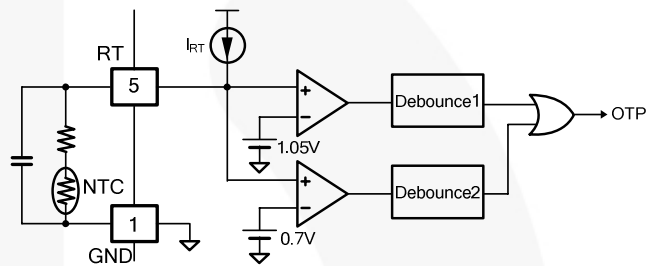 RT
5
I_RT
+
−
1.05V
Debounce1
OTP
NTC
+
−
0.7V
Debounce2
1
GND